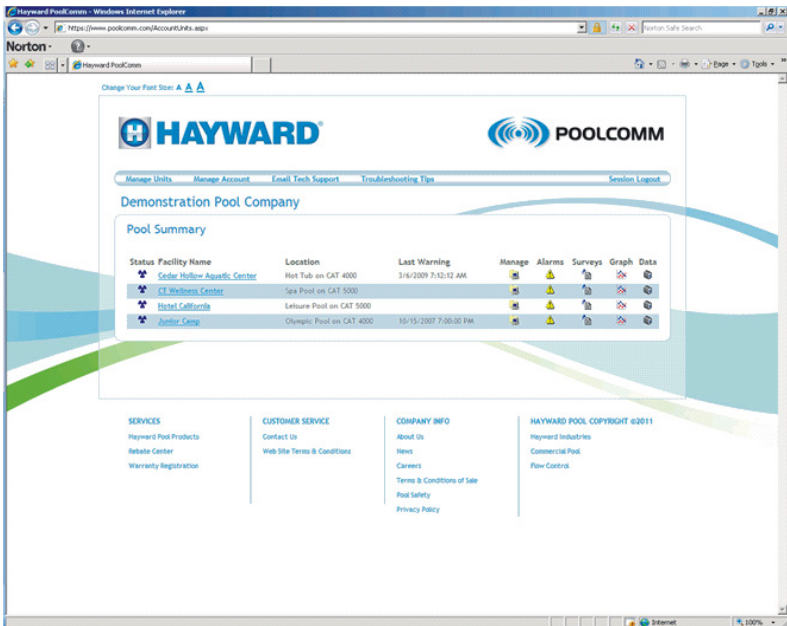 Hayward PoolComm - Windows Internet Explorer
https://www.poolcomm.com/AccountUnits.aspx
Norton Safe Search
Norton
Hayward PoolComm
Page
Tools
Change Your Font Size: A A A
HAYWARD
POOLCOMM
Manage Units Manage Account Email Tech Support Troubleshooting Tips Session Logout
Demonstration Pool Company
Pool Summary
Status Facility Name Location Last Warning Manage Alarms Surveys Graph Data
Cedar Hollow Aquatic Center Hot Tub on CAT 4000 3/6/2009 7:12:12 AM
CT Wellness Center Spa Pool on CAT 5000
Hotel California Leisure Pool on CAT 5000
Junior Camp Olympic Pool on CAT 4000 10/15/2007 7:00:00 PM
SERVICES CUSTOMER SERVICE COMPANY INFO HAYWARD POOL COPYRIGHT ©2011
Hayward Pool Products Contact Us About Us Hayward Industries
Rebate Center Web Site Terms & Conditions News Commercial Pool
Warranty Registration Careers Flow Control
Terms & Conditions of Sale
Pool Safety
Privacy Policy
Internet 100%